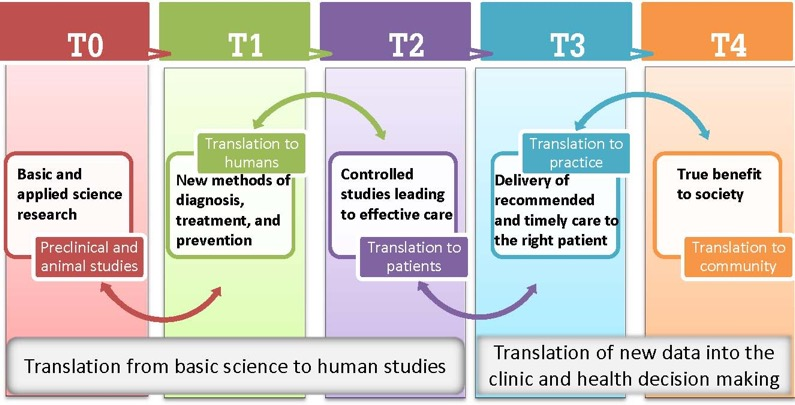 T0
T1
T2
T3
T4
Basic and
applied science
research
Preclinical and
animal studies
Translation to
humans
New methods of
diagnosis,
treatment, and
prevention
Controlled
studies leading
to effective care
Translation to
patients
Translation to
practice
Delivery of
recommended
and timely care to
the right patient
True benefit
to society
Translation to
community
Translation from basic science to human studies
Translation of new data into the
clinic and health decision making